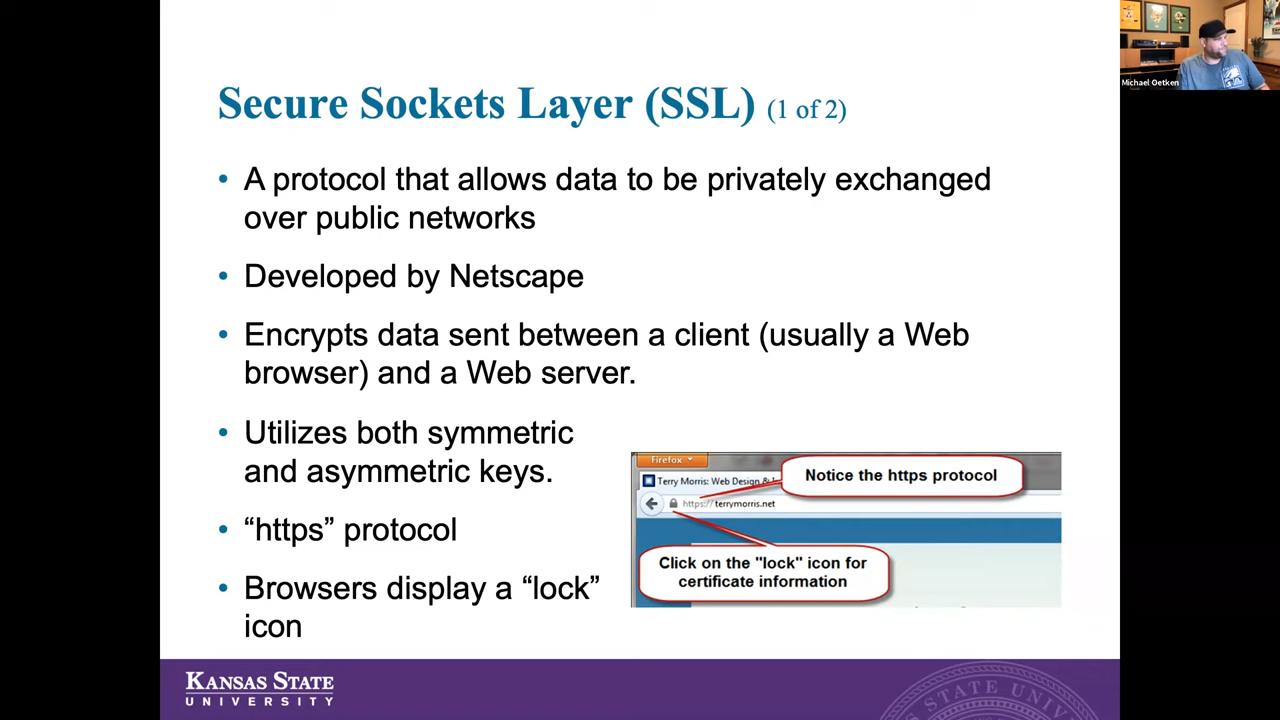 Michael Oetken
Secure Sockets Layer (SSL) (1 of 2)
• A protocol that allows data to be privately exchanged
over public networks
• Developed by Netscape
• Encrypts data sent between a client (usually a Web
browser) and a Web server.
• Utilizes both symmetric
and asymmetric keys.
• “https” protocol
• Browsers display a “lock”
icon
Firefox
Terry Morris: Web Design &
Notice the https protocol
https://terrymorris.net
Click on the "lock" icon for
certificate information
KANSAS STATE
UNIVERSITY
STATE UNI